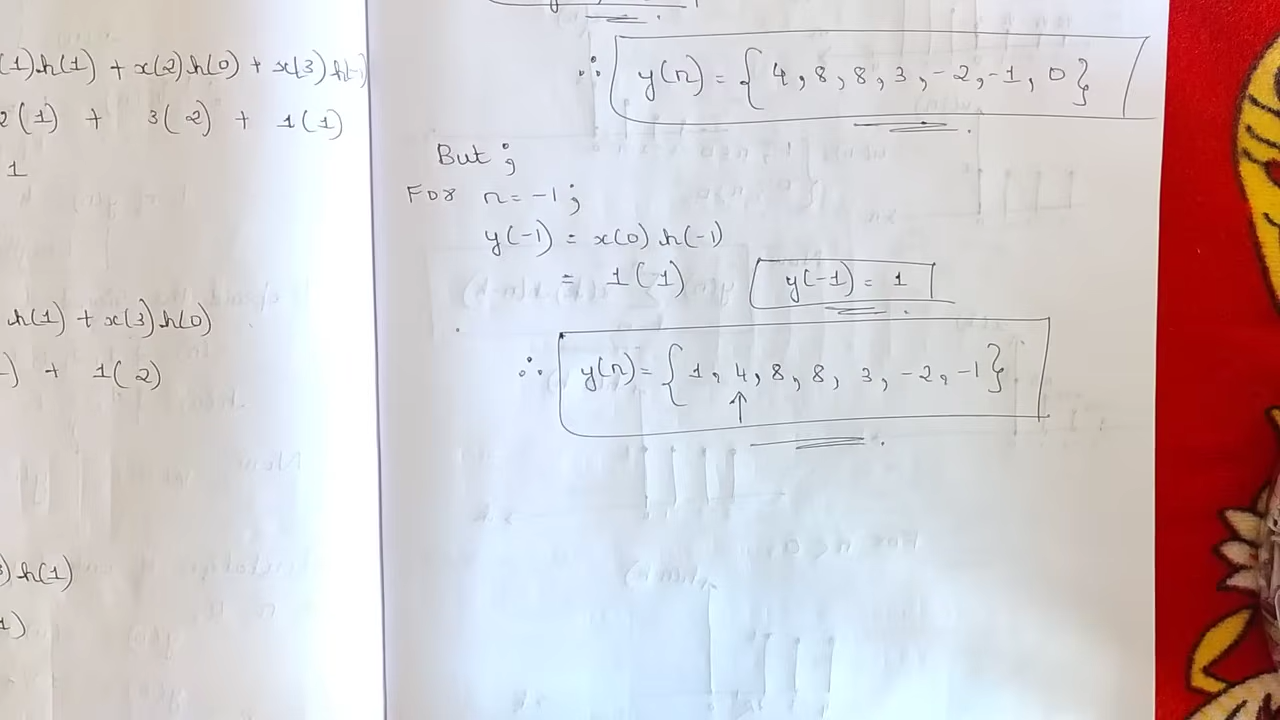 (1)h(1) + x(2)h(0) + x(3)h(-1)
2(1) + 3(2) + 1(1)
1
h(1) + x(3)h(0)
-) + 1(2)
) h(1)
1)
∴ y(n) = { 4, 8, 8, 3, -2, -1, 0 }
But ;
For n = -1 ;
y(-1) = x(0) h(-1)
= 1(1) y(-1) = 1
∴ y(n) = { 1, 4, 8, 8, 3, -2, -1 }
↑